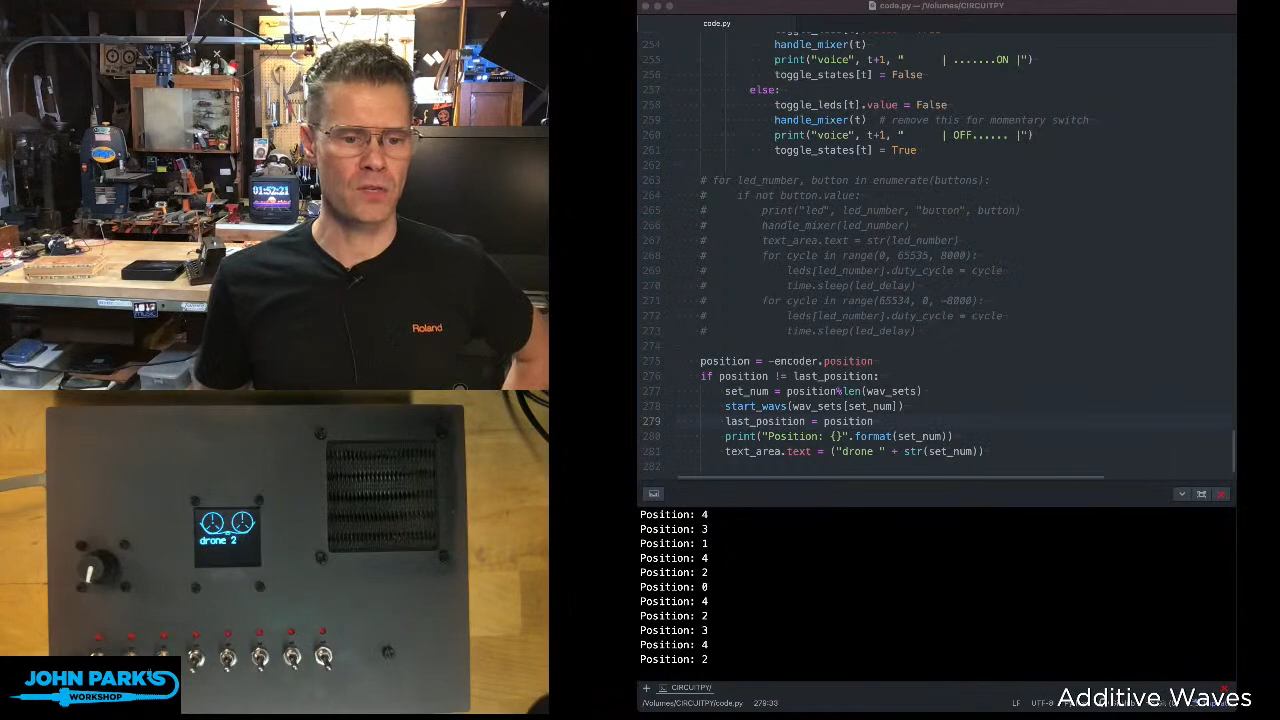 01:52:21
MUSIC
Roland
drone 2
JOHN PARK'S
WORKSHOP
code.py — /Volumes/CIRCUITPY
code.py
254 handle_mixer(t)
255 print("voice", t+1, " | .......ON |")
256 toggle_states[t] = False
257 else:
258 toggle_leds[t].value = False
259 handle_mixer(t) # remove this for momentary switch
260 print("voice", t+1, " | OFF...... |")
261 toggle_states[t] = True
262
263 # for led_number, button in enumerate(buttons):
264 # if not button.value:
265 # print("led", led_number, "button", button)
266 # handle_mixer(led_number)
267 # text_area.text = str(led_number)
268 # for cycle in range(0, 65535, 8000):
269 # leds[led_number].duty_cycle = cycle
270 # time.sleep(led_delay)
271 # for cycle in range(65534, 0, -8000):
272 # leds[led_number].duty_cycle = cycle
273 # time.sleep(led_delay)
274
275 position = -encoder.position
276 if position != last_position:
277 set_num = position%len(wav_sets)
278 start_wavs(wav_sets[set_num])
279 last_position = position
280 print("Position: {}".format(set_num))
281 text_area.text = ("drone " + str(set_num))
282
Position: 4
Position: 3
Position: 1
Position: 4
Position: 2
Position: 0
Position: 4
Position: 2
Position: 3
Position: 4
Position: 2
CIRCUITPY/
/Volumes/CIRCUITPY/code.py 279:33
LF UTF-8
Additive Waves